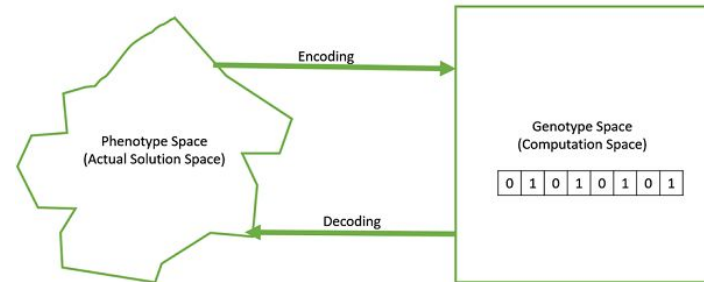 Encoding
Phenotype Space
(Actual Solution Space)
Genotype Space
(Computation Space)
0 1 0 1 0 1 0 1
Decoding